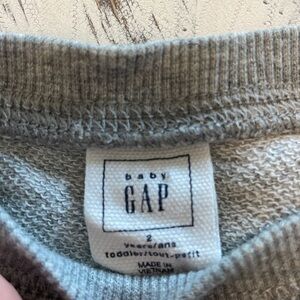 baby
GAP
2
years/ans
toddler/tout-petit
MADE IN
VIETNAM